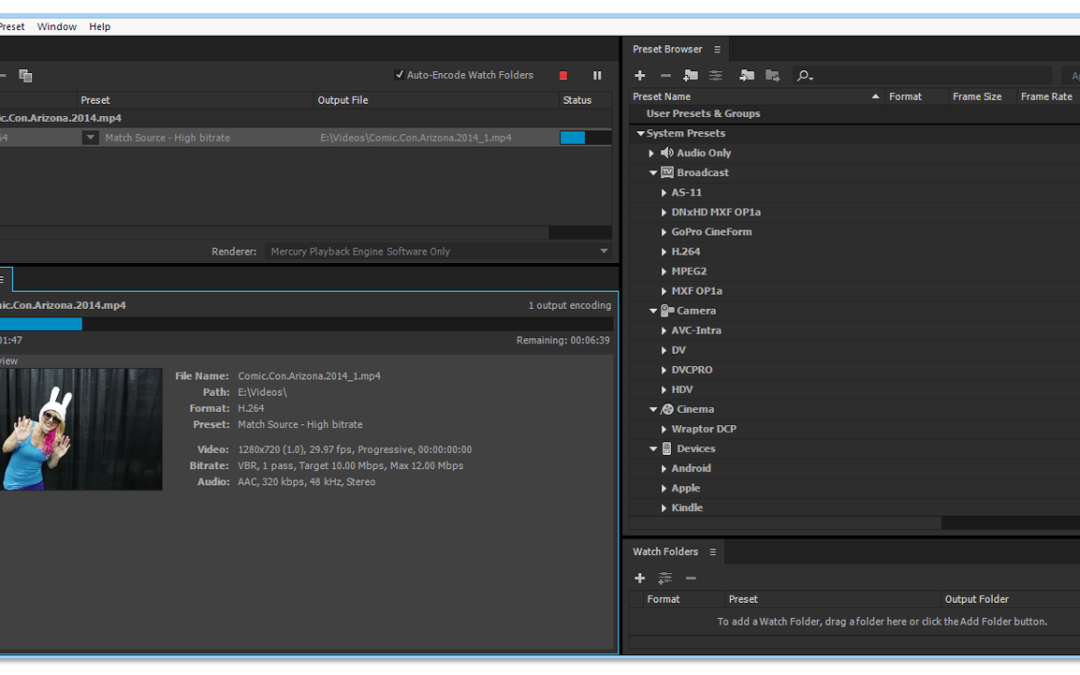 Preset Window Help
Auto-Encode Watch Folders
Preset Output File Status
c.Con.Arizona.2014.mp4
64 Match Source - High bitrate E:\Videos\Comic.Con.Arizona.2014_1.mp4
Renderer: Mercury Playback Engine Software Only
ic.Con.Arizona.2014.mp4 1 output encoding
01:47 Remaining: 00:06:39
view
File Name: Comic.Con.Arizona.2014_1.mp4
Path: E:\Videos\
Format: H.264
Preset: Match Source - High bitrate
Video: 1280x720 (1.0), 29.97 fps, Progressive, 00:00:00:00
Bitrate: VBR, 1 pass, Target 10.00 Mbps, Max 12.00 Mbps
Audio: AAC, 320 kbps, 48 kHz, Stereo
Preset Browser
Ap
Preset Name Format Frame Size Frame Rate
User Presets & Groups
System Presets
Audio Only
TV Broadcast
AS-11
DNxHD MXF OP1a
GoPro CineForm
H.264
MPEG2
MXF OP1a
Camera
AVC-Intra
DV
DVCPRO
HDV
Cinema
Wraptor DCP
Devices
Android
Apple
Kindle
Watch Folders
Format Preset Output Folder
To add a Watch Folder, drag a folder here or click the Add Folder button.